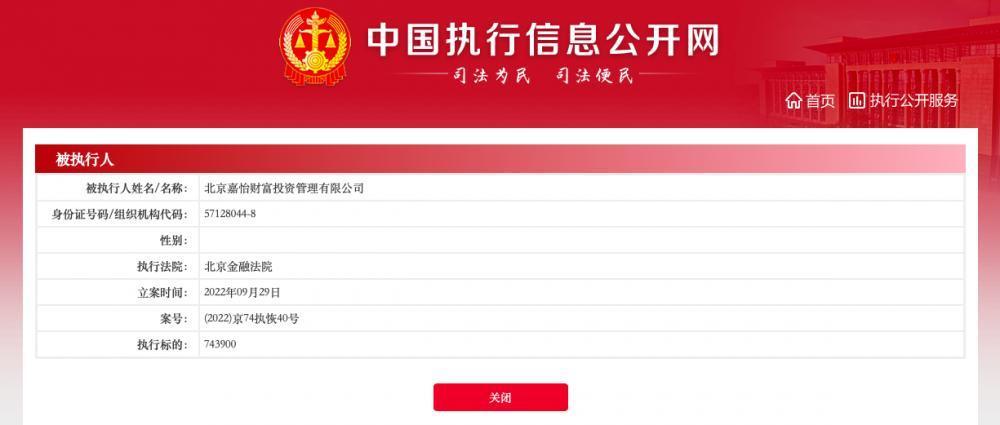 中国执行信息公开网
司法为民 司法便民
首页 执行公开服务
被执行人
被执行人姓名/名称： 北京嘉怡财富投资管理有限公司
身份证号码/组织机构代码： 57128044-8
性别：
执行法院： 北京金融法院
立案时间： 2022年09月29日
案号： (2022)京74执恢40号
执行标的： 743900
关闭